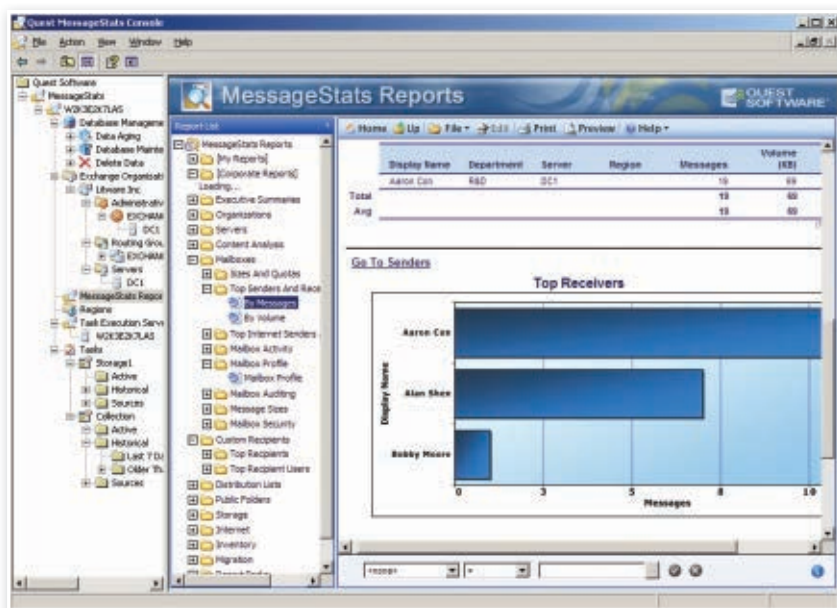 Quest MessageStats Console
File Action View Window Help
Quest Software
MessageStats
W2K3E2K7LAS
Database Manageme
Data Aging
Database Mainte
Delete Data
Exchange Organisati
Litware Inc
Administrativ
EXCHAN
DC1
Routing Grou
EXCHAN
Servers
DC1
MessageStats Repor
Regions
Task Execution Serv
W2K3E2K7LAS
Tasks
Storage1
Active
Historical
Sources
Collection
Active
Historical
Last 7 Da
Older Th
Sources
MessageStats Reports
QUEST SOFTWARE
Report List
MessageStats Reports
[My Reports]
[Corporate Reports]
Loading...
Executive Summaries
Organizations
Servers
Content Analysis
Mailboxes
Sizes And Quotas
Top Senders And Rece
By Messages
By Volume
Top Internet Senders
Mailbox Activity
Mailbox Profile
Mailbox Profile
Mailbox Auditing
Message Sizes
Mailbox Security
Custom Recipients
Top Recipients
Top Recipient Users
Distribution Lists
Public Folders
Storage
Internet
Inventory
Migration
Home Up File Edit Print Preview Help
Display Name Department Server Region Messages Volume (KB)
Aaron Con R&D DC1 19 69
Total 19 69
Avg 19 69
Go To Senders
Top Receivers
Display Name
Aaron Con
Alan Shen
Bobby Moore
0 3 5 8 10
Messages
<none> =